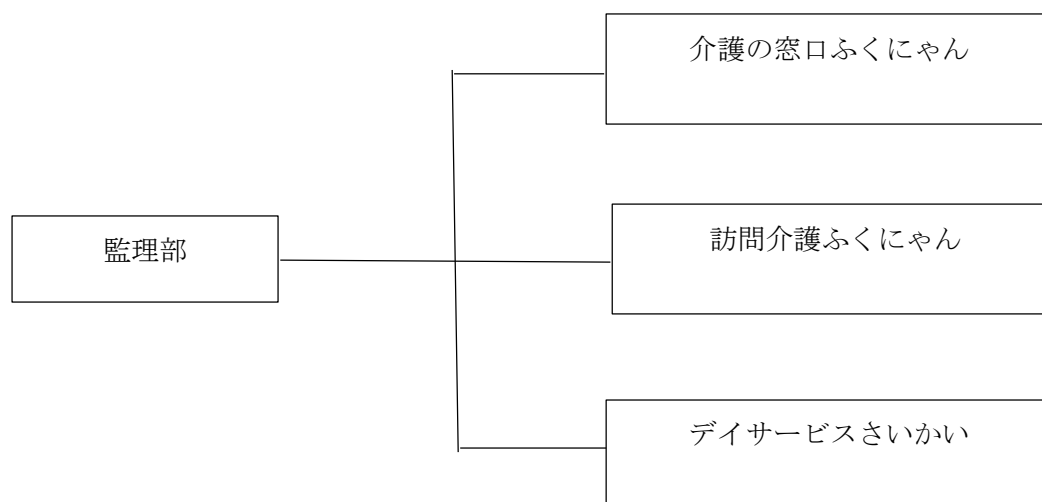 介護の窓口ふくにゃん
監理部
訪問介護ふくにゃん
デイサービスさいかい